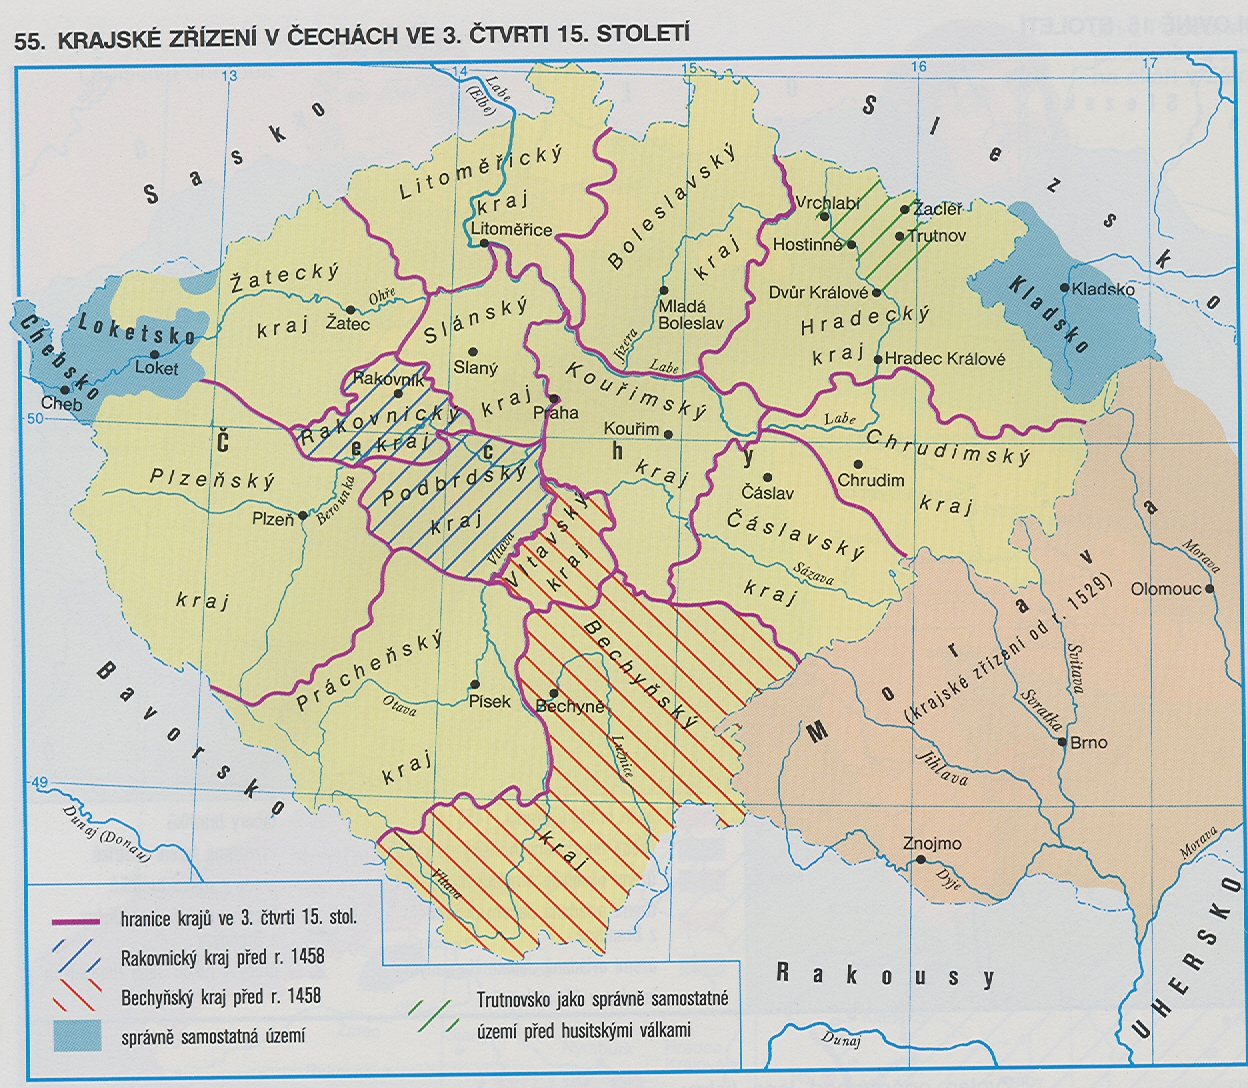 55. KRAJSKÉ ZŘÍZENÍ V ČECHÁCH VE 3. ČTVRTI 15. STOLETÍ
13
14
15
16
17
Labe
(Elbe)
Sasko
Slezsko
Litoměřický
kraj
Litoměřice
Boleslavský
kraj
Mladá
Boleslav
Jizera
Vrchlabí
Žacléř
Hostinné
Trutnov
Dvůr Králové
Hradecký
kraj
Hradec Králové
Kladsko
Kladsko
Žatecký
kraj
Žatec
Ohře
Slánský
Slaný
kraj
Loketsko
Loket
Chebsko
Cheb
50
Rakovník
Rakovnický
kraj
Praha
Kouřimský
Kouřim
kraj
Labe
Labe
Čechy
Chrudimský
Chrudim
kraj
Plzeňský
Plzeň
kraj
Berounka
Podbrdský
kraj
Vltava
Vltavský
kraj
Čáslav
Čáslavský
kraj
Sázava
Morava
(krajské zřízení od r. 1529)
Morava
Olomouc
Svitava
Svratka
Brno
Jihlava
Znojmo
Dyje
Morava
Prácheňský
kraj
Otava
Písek
Bechyně
Bechyňský
kraj
Lužnice
Vltava
Bavorsko
49
Dunaj (Donau)
Rakousy
Dunaj
UHERSKO
hranice krajů ve 3. čtvrti 15. stol.
Rakovnický kraj před r. 1458
Bechyňský kraj před r. 1458
správně samostatná území
Trutnovsko jako správně samostatné
území před husitskými válkami